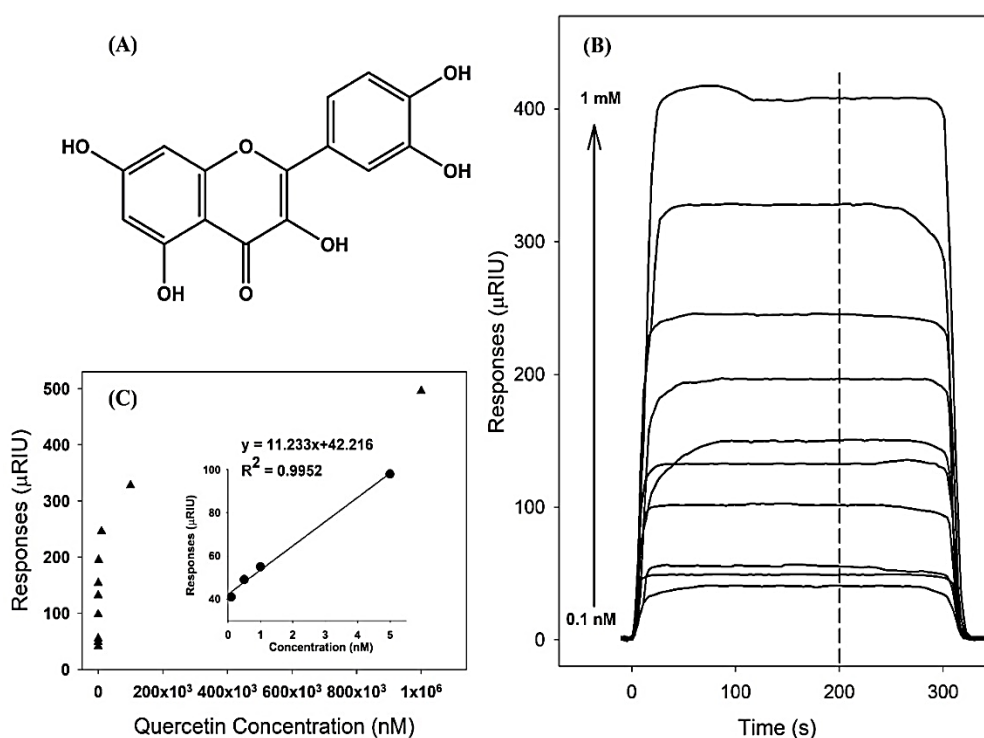 (A)
OH
OH
HO
O
OH
OH
O
(B)
1 mM
0.1 nM
400
300
200
100
0
Responses (μRIU)
0 100 200 300
Time (s)
(C)
500
400
300
200
100
0
Responses (μRIU)
0 200x10³ 400x10³ 600x10³ 800x10³ 1x10⁶
Quercetin Concentration (nM)
y = 11.233x+42.216
R² = 0.9952
100
80
60
40
20
Responses (μRIU)
0 1 2 3 4 5
Concentration (nM)